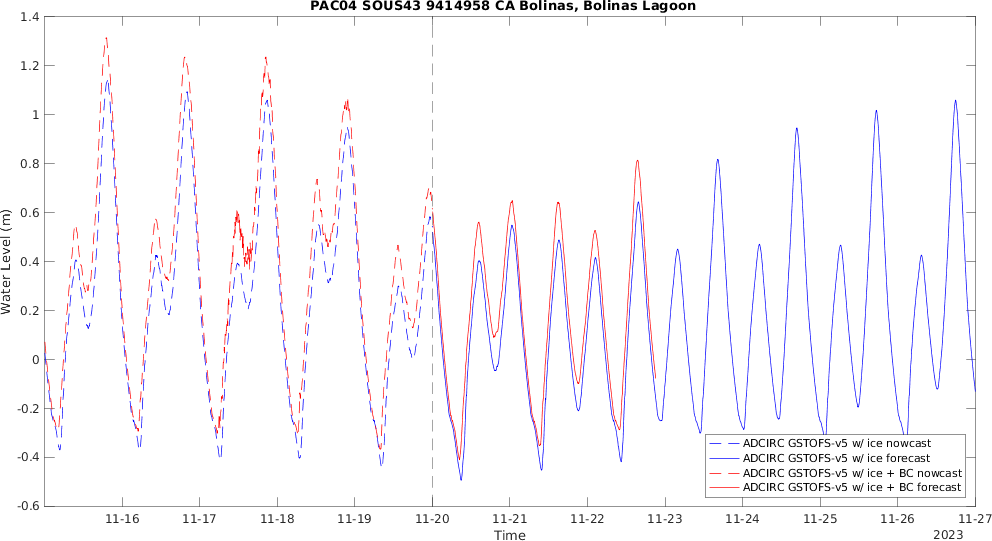 PAC04 SOUS43 9414958 CA Bolinas, Bolinas Lagoon
1.4
1.2
1
0.8
0.6
0.4
0.2
0
-0.2
-0.4
-0.6
Water Level (m)
ADCIRC GSTOFS-v5 w/ ice nowcast
ADCIRC GSTOFS-v5 w/ ice forecast
ADCIRC GSTOFS-v5 w/ ice + BC nowcast
ADCIRC GSTOFS-v5 w/ ice + BC forecast
11-16 11-17 11-18 11-19 11-20 11-21 11-22 11-23 11-24 11-25 11-26 11-27
Time
2023